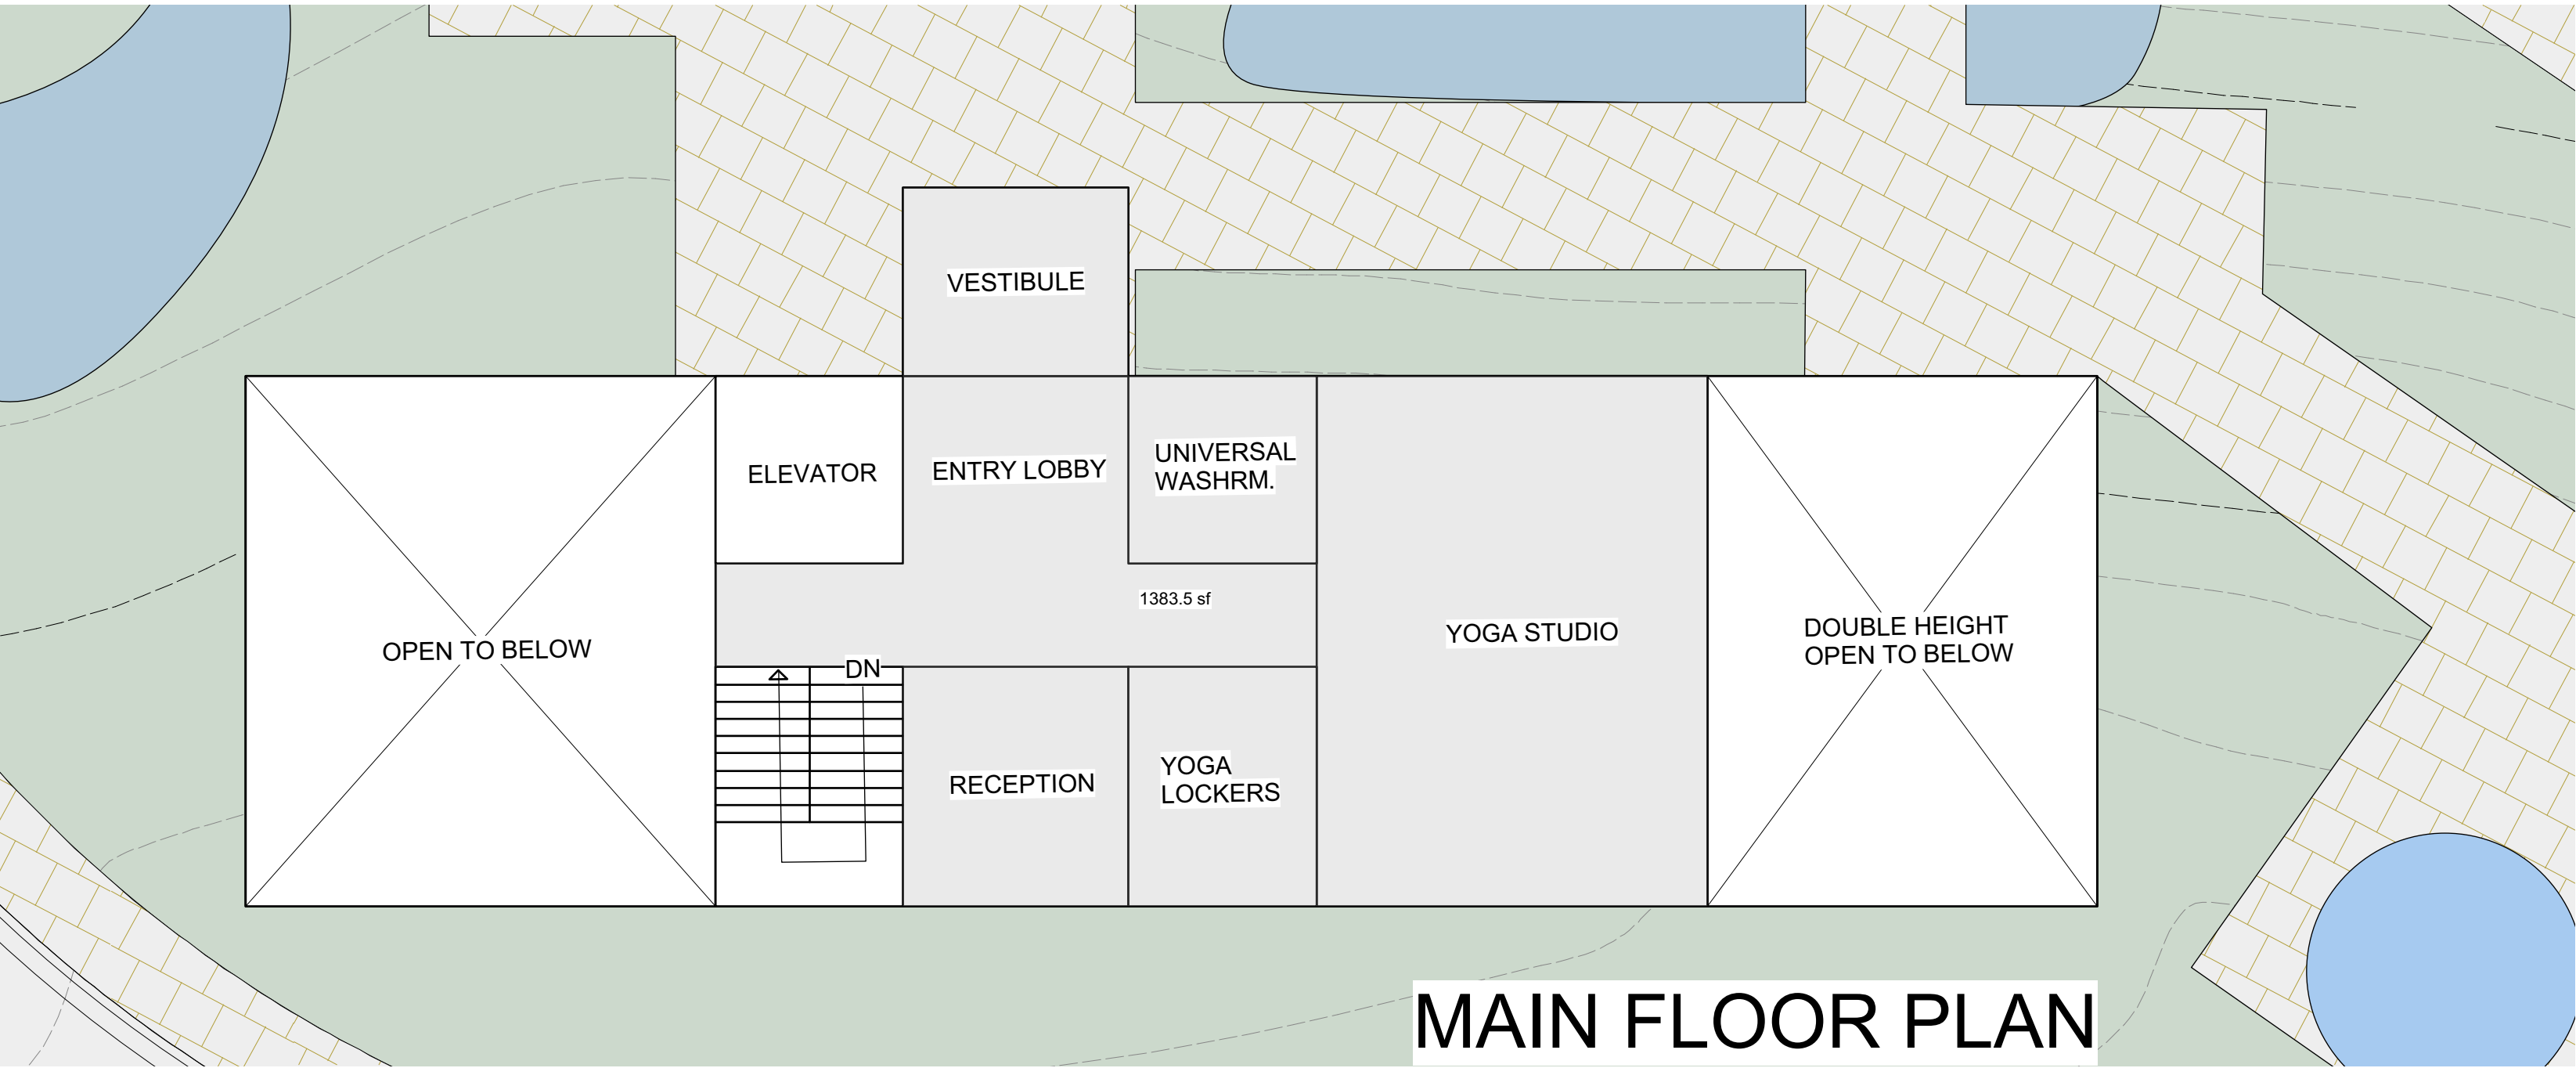 VESTIBULE
ELEVATOR
ENTRY LOBBY
UNIVERSAL
WASHRM.
1383.5 sf
OPEN TO BELOW
DN
YOGA STUDIO
DOUBLE HEIGHT
OPEN TO BELOW
RECEPTION
YOGA
LOCKERS
MAIN FLOOR PLAN